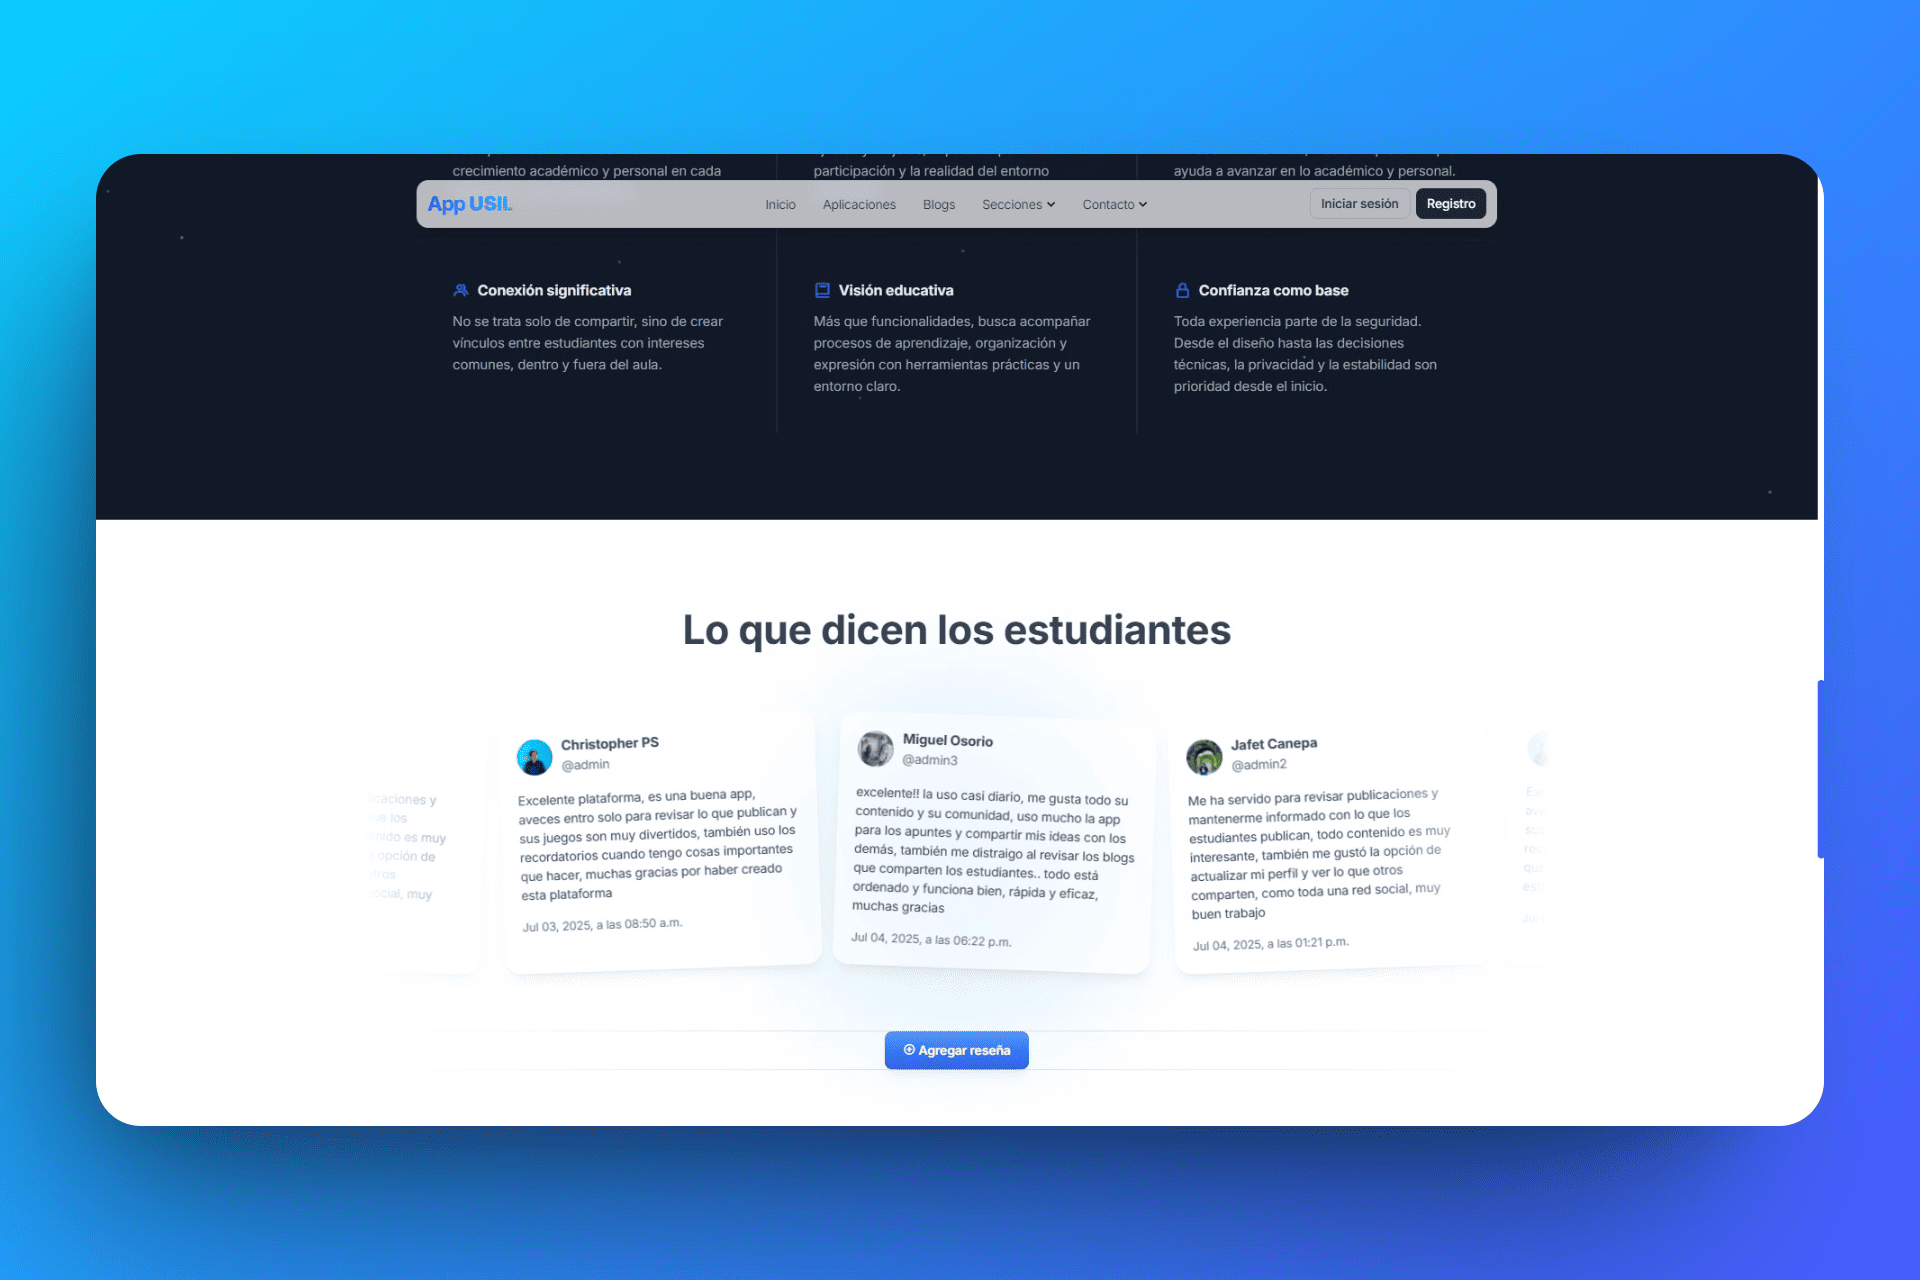 crecimiento académico y personal en cada
participación y la realidad del entorno
ayuda a avanzar en lo académico y personal.
App USIL
Inicio
Aplicaciones
Blogs
Secciones
Contacto
Iniciar sesión
Registro
Conexión significativa
No se trata solo de compartir, sino de crear
vínculos entre estudiantes con intereses
comunes, dentro y fuera del aula.
Visión educativa
Más que funcionalidades, busca acompañar
procesos de aprendizaje, organización y
expresión con herramientas prácticas y un
entorno claro.
Confianza como base
Toda experiencia parte de la seguridad.
Desde el diseño hasta las decisiones
técnicas, la privacidad y la estabilidad son
prioridad desde el inicio.
Lo que dicen los estudiantes
y
los
es muy
opción de
otros
social, muy
Christopher PS
@admin
Excelente plataforma, es una buena app,
aveces entro solo para revisar lo que publican y
sus juegos son muy divertidos, también uso los
recordatorios cuando tengo cosas importantes
que hacer, muchas gracias por haber creado
esta plataforma
Jul 03, 2025, a las 08:50 a.m.
Miguel Osorio
@admin3
excelente!! la uso casi diario, me gusta todo su
contenido y su comunidad, uso mucho la app
para los apuntes y compartir mis ideas con los
demás, también me distraigo al revisar los blogs
que comparten los estudiantes.. todo está
ordenado y funciona bien, rápida y eficaz,
muchas gracias
Jul 04, 2025, a las 06:22 p.m.
Jafet Canepa
@admin2
Me ha servido para revisar publicaciones y
mantenerme informado con lo que los
estudiantes publican, todo contenido es muy
interesante, también me gustó la opción de
actualizar mi perfil y ver lo que otros
comparten, como toda una red social, muy
buen trabajo
Jul 04, 2025, a las 01:21 p.m.
Agregar reseña